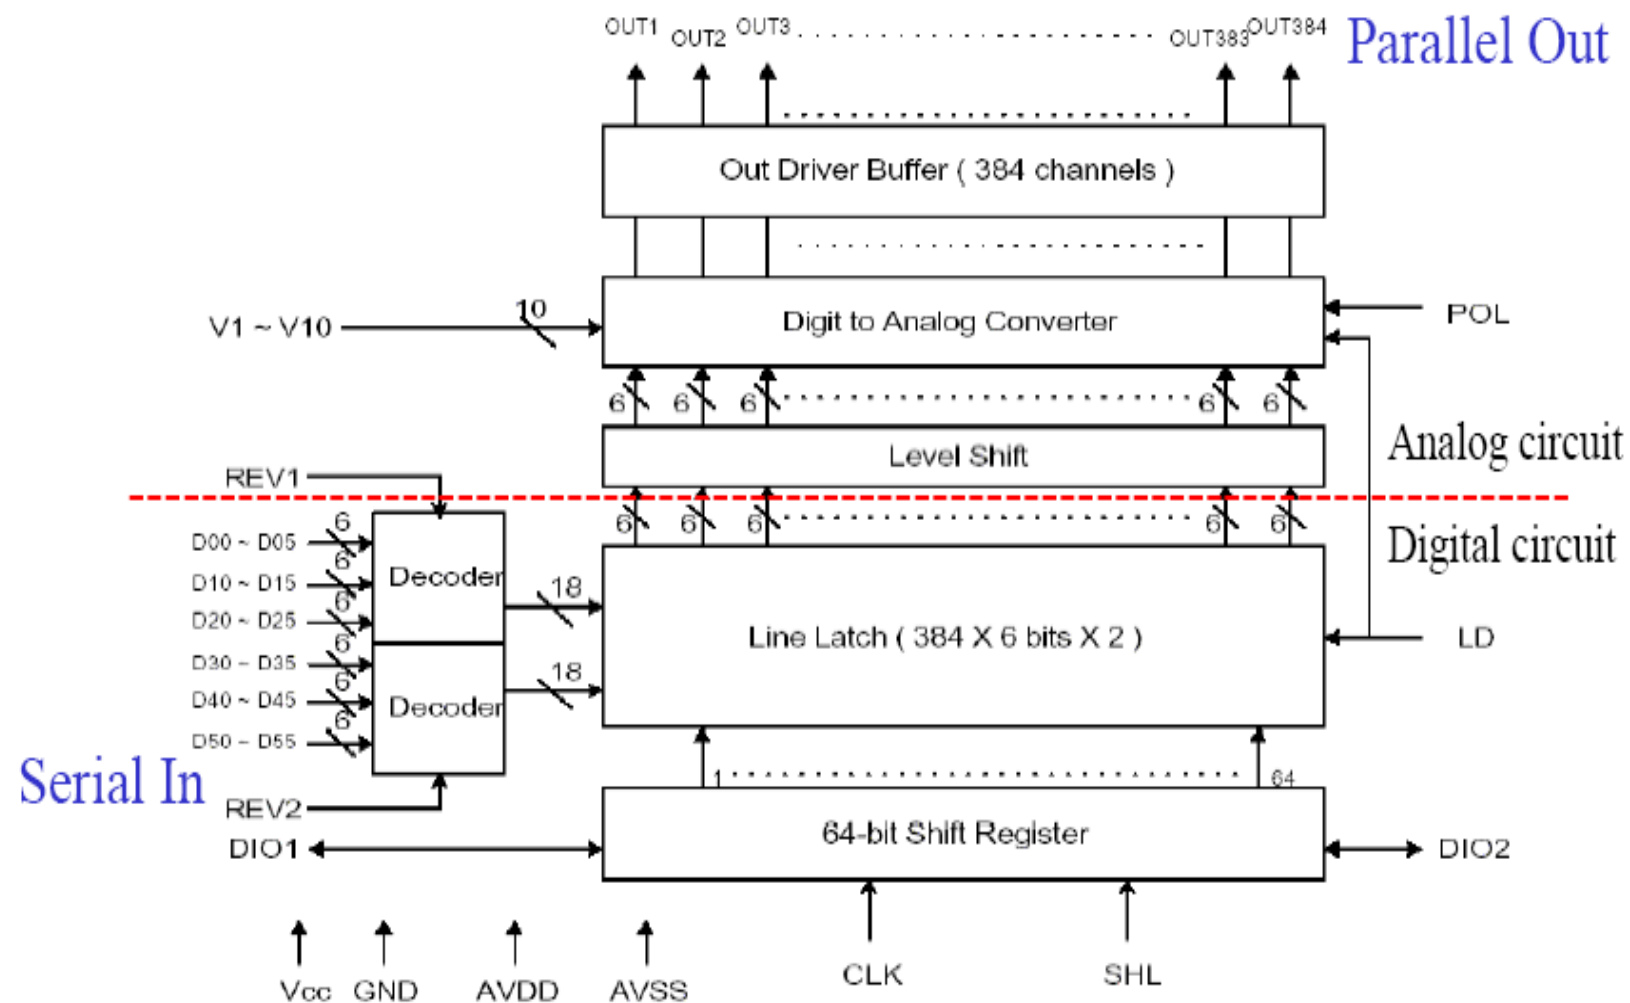 OUT1 OUT2 OUT3 OUT383 OUT384 Parallel Out
Out Driver Buffer ( 384 channels )
V1 ~ V10 10 Digit to Analog Converter POL
6 6 6 6 6
Level Shift Analog circuit
REV1
6 6 6 6 6
Digital circuit
D00 ~ D05 6
D10 ~ D15 6 Decoder 18
D20 ~ D25 6
Line Latch ( 384 X 6 bits X 2 ) LD
D30 ~ D35 6
D40 ~ D45 6 Decoder 18
D50 ~ D55 6
Serial In
1 64
REV2
DIO1 64-bit Shift Register DIO2
Vcc GND AVDD AVSS CLK SHL